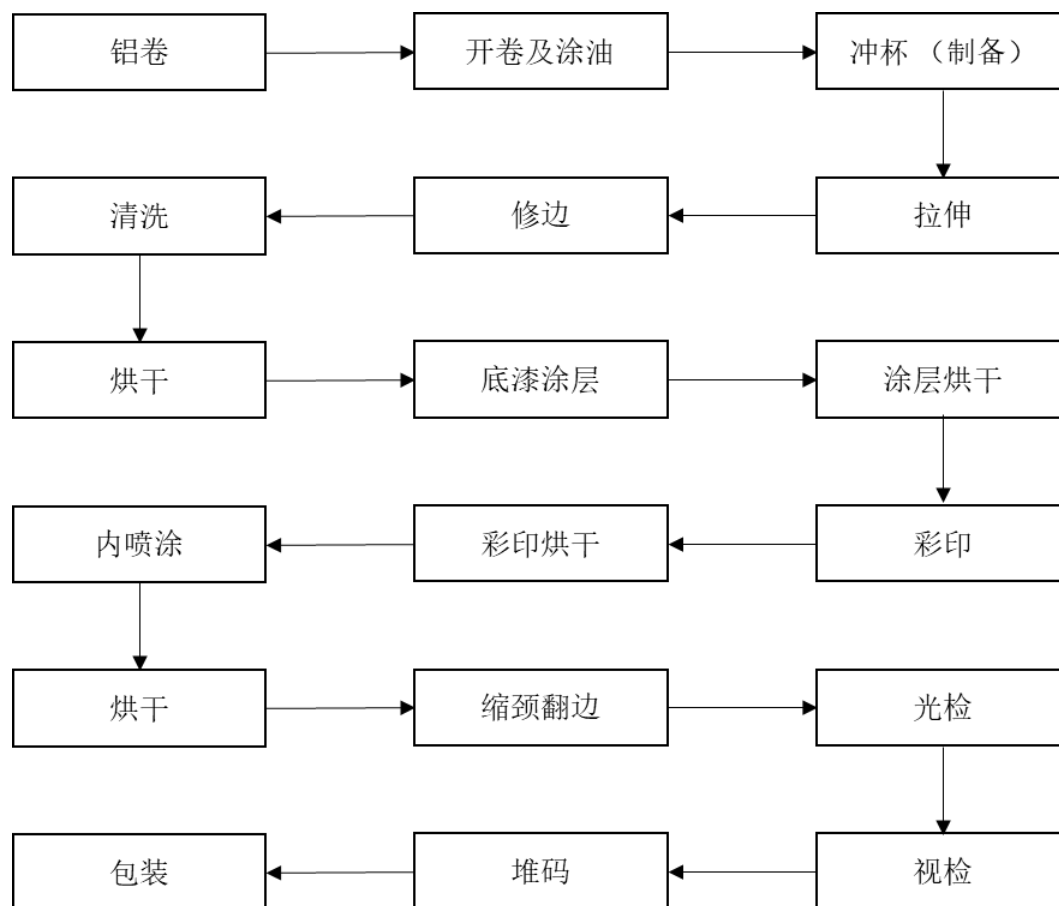 铝卷
开卷及涂油
冲杯 （制备）
清洗
修边
拉伸
烘干
底漆涂层
涂层烘干
内喷涂
彩印烘干
彩印
烘干
缩颈翻边
光检
包装
堆码
视检